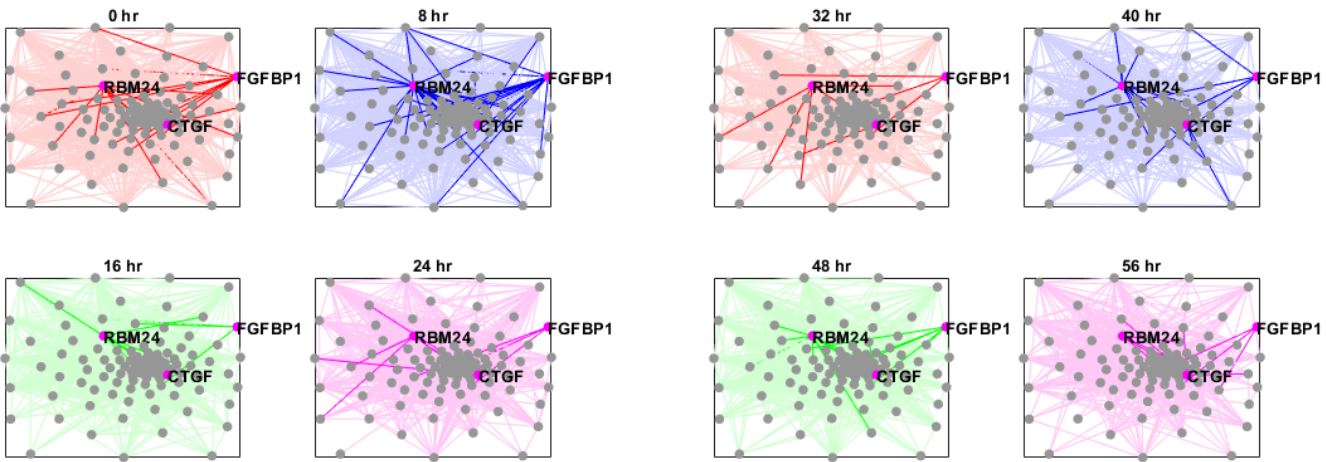 0 hr
8 hr
32 hr
40 hr
FGFBP1
RBM24
CTGF
FGFBP1
RBM24
CTGF
FGFBP1
RBM24
CTGF
FGFBP1
RBM24
CTGF
16 hr
24 hr
48 hr
56 hr
FGFBP1
RBM24
CTGF
FGFBP1
RBM24
CTGF
FGFBP1
RBM24
CTGF
FGFBP1
RBM24
CTGF